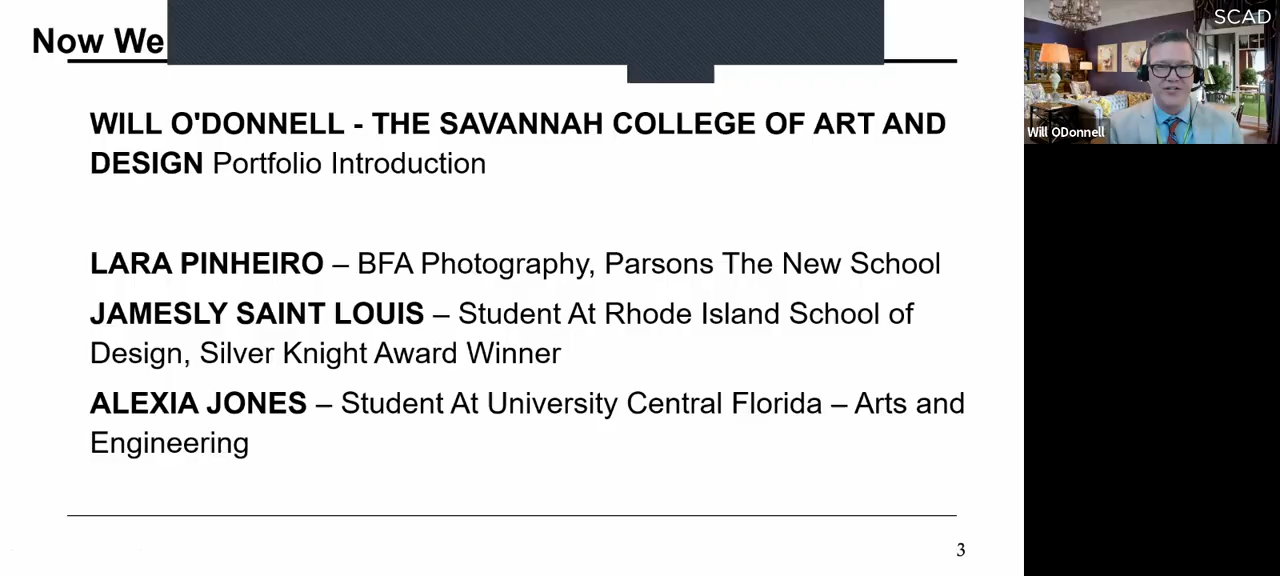 Now We
WILL O'DONNELL - THE SAVANNAH COLLEGE OF ART AND
DESIGN Portfolio Introduction
LARA PINHEIRO – BFA Photography, Parsons The New School
JAMESLY SAINT LOUIS – Student At Rhode Island School of
Design, Silver Knight Award Winner
ALEXIA JONES – Student At University Central Florida – Arts and
Engineering
3
SCAD
Will ODonnell